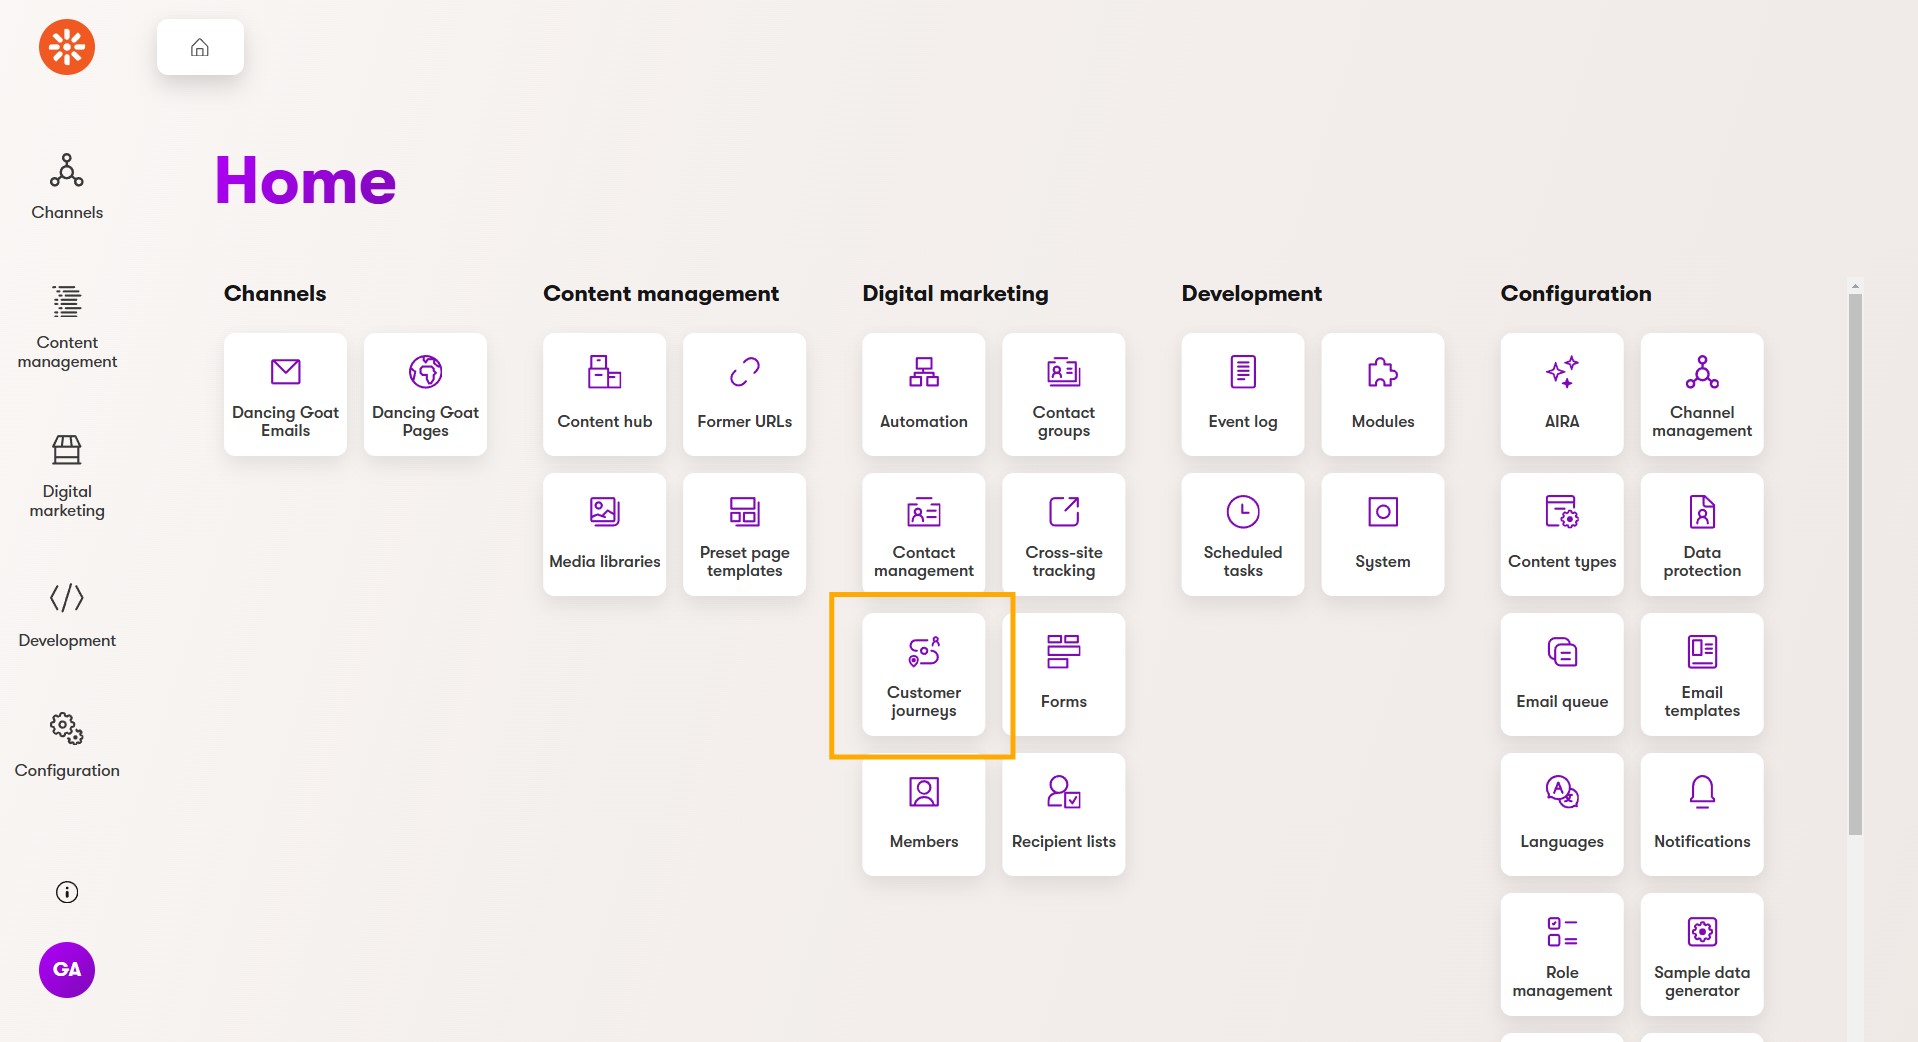 Channels
Content
management
Digital
marketing
Development
Configuration
GA
Home
Channels
Dancing Goat
Emails
Dancing Goat
Pages
Content management
Content hub
Former URLs
Media libraries
Preset page
templates
Digital marketing
Automation
Contact
groups
Contact
management
Cross-site
tracking
Customer
journeys
Forms
Members
Recipient lists
Development
Event log
Modules
Scheduled
tasks
System
Configuration
AIRA
Channel
management
Content types
Data
protection
Email queue
Email
templates
Languages
Notifications
Role
management
Sample data
generator